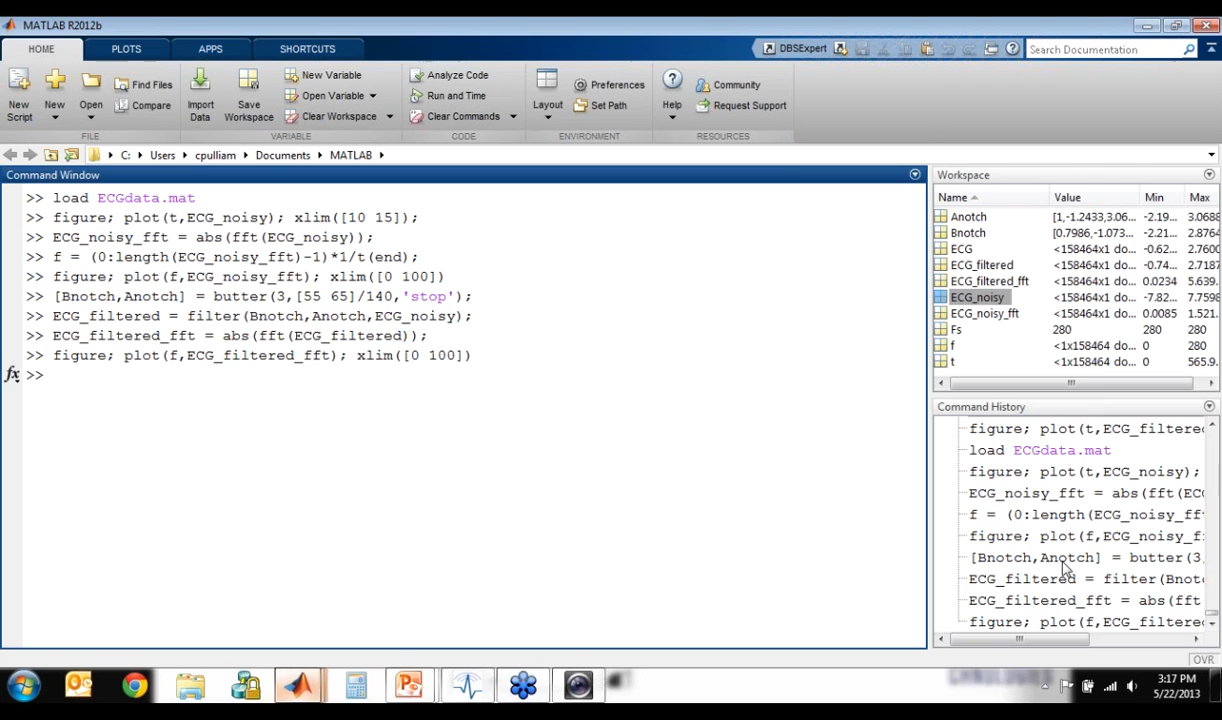 MATLAB R2012b
HOME PLOTS APPS SHORTCUTS DBSExpert Search Documentation
New Script New Open Find Files Compare Import Data Save Workspace New Variable Open Variable Clear Workspace Analyze Code Run and Time Clear Commands Layout Preferences Set Path Help Community Request Support
FILE VARIABLE CODE ENVIRONMENT RESOURCES
C: Users cpulliam Documents MATLAB
Command Window
>> load ECGdata.mat
>> figure; plot(t,ECG_noisy); xlim([10 15]);
>> ECG_noisy_fft = abs(fft(ECG_noisy));
>> f = (0:length(ECG_noisy_fft)-1)*1/t(end);
>> figure; plot(f,ECG_noisy_fft); xlim([0 100])
>> [Bnotch,Anotch] = butter(3,[55 65]/140,'stop');
>> ECG_filtered = filter(Bnotch,Anotch,ECG_noisy);
>> ECG_filtered_fft = abs(fft(ECG_filtered));
>> figure; plot(f,ECG_filtered_fft); xlim([0 100])
fx >>
Workspace
Name Value Min Max
Anotch [1,-1.2433,3.06... -2.19... 3.0688
Bnotch [0.7986,-1.073... -2.21... 2.8764
ECG <158464x1 do... -0.62... 2.7600
ECG_filtered <158464x1 do... -0.74... 2.7187
ECG_filtered_fft <158464x1 do... 0.0234 5.639...
ECG_noisy <158464x1 do... -7.82... 7.7598
ECG_noisy_fft <158464x1 do... 0.0085 1.521...
Fs 280 280 280
f <1x158464 do... 0 280
t <1x158464 do... 0 565.9...
Command History
figure; plot(t,ECG_filtered
load ECGdata.mat
figure; plot(t,ECG_noisy);
ECG_noisy_fft = abs(fft(EC
f = (0:length(ECG_noisy_ff
figure; plot(f,ECG_noisy_f
[Bnotch,Anotch] = butter(3,
ECG_filtered = filter(Bnot
ECG_filtered_fft = abs(fft
figure; plot(f,ECG_filtere
OVR
3:17 PM
5/22/2013